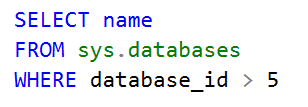 SELECT name
FROM sys.databases
WHERE database_id > 5